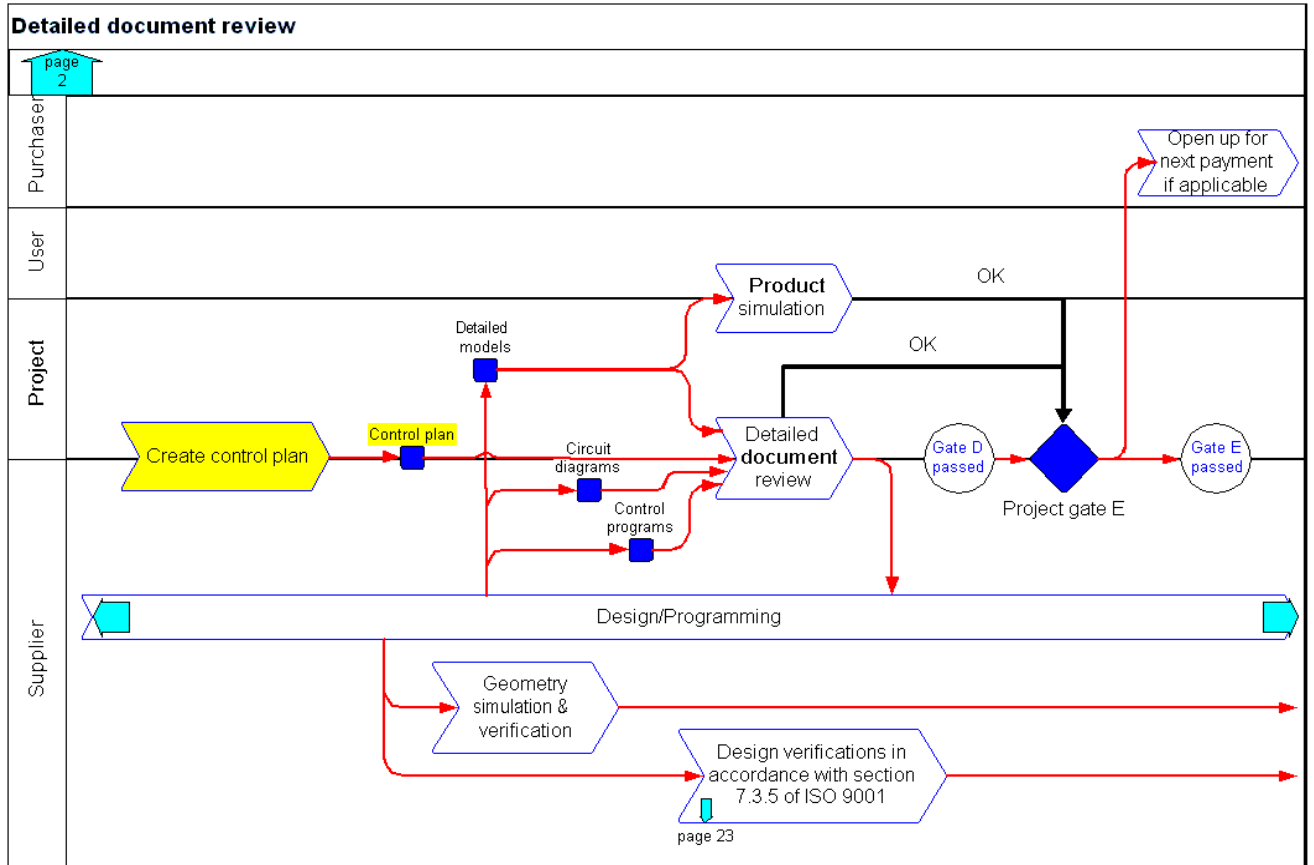 Detailed document review
page
2
Purchaser
Open up for
next payment
if applicable
User
Product
simulation
OK
Project
Detailed
models
OK
Create control plan
Control plan
Circuit
diagrams
Control
programs
Detailed
document
review
Gate D
passed
Project gate E
Gate E
passed
Supplier
Design/Programming
Geometry
simulation &
verification
Design verifications in
accordance with section
7.3.5 of ISO 9001
page 23